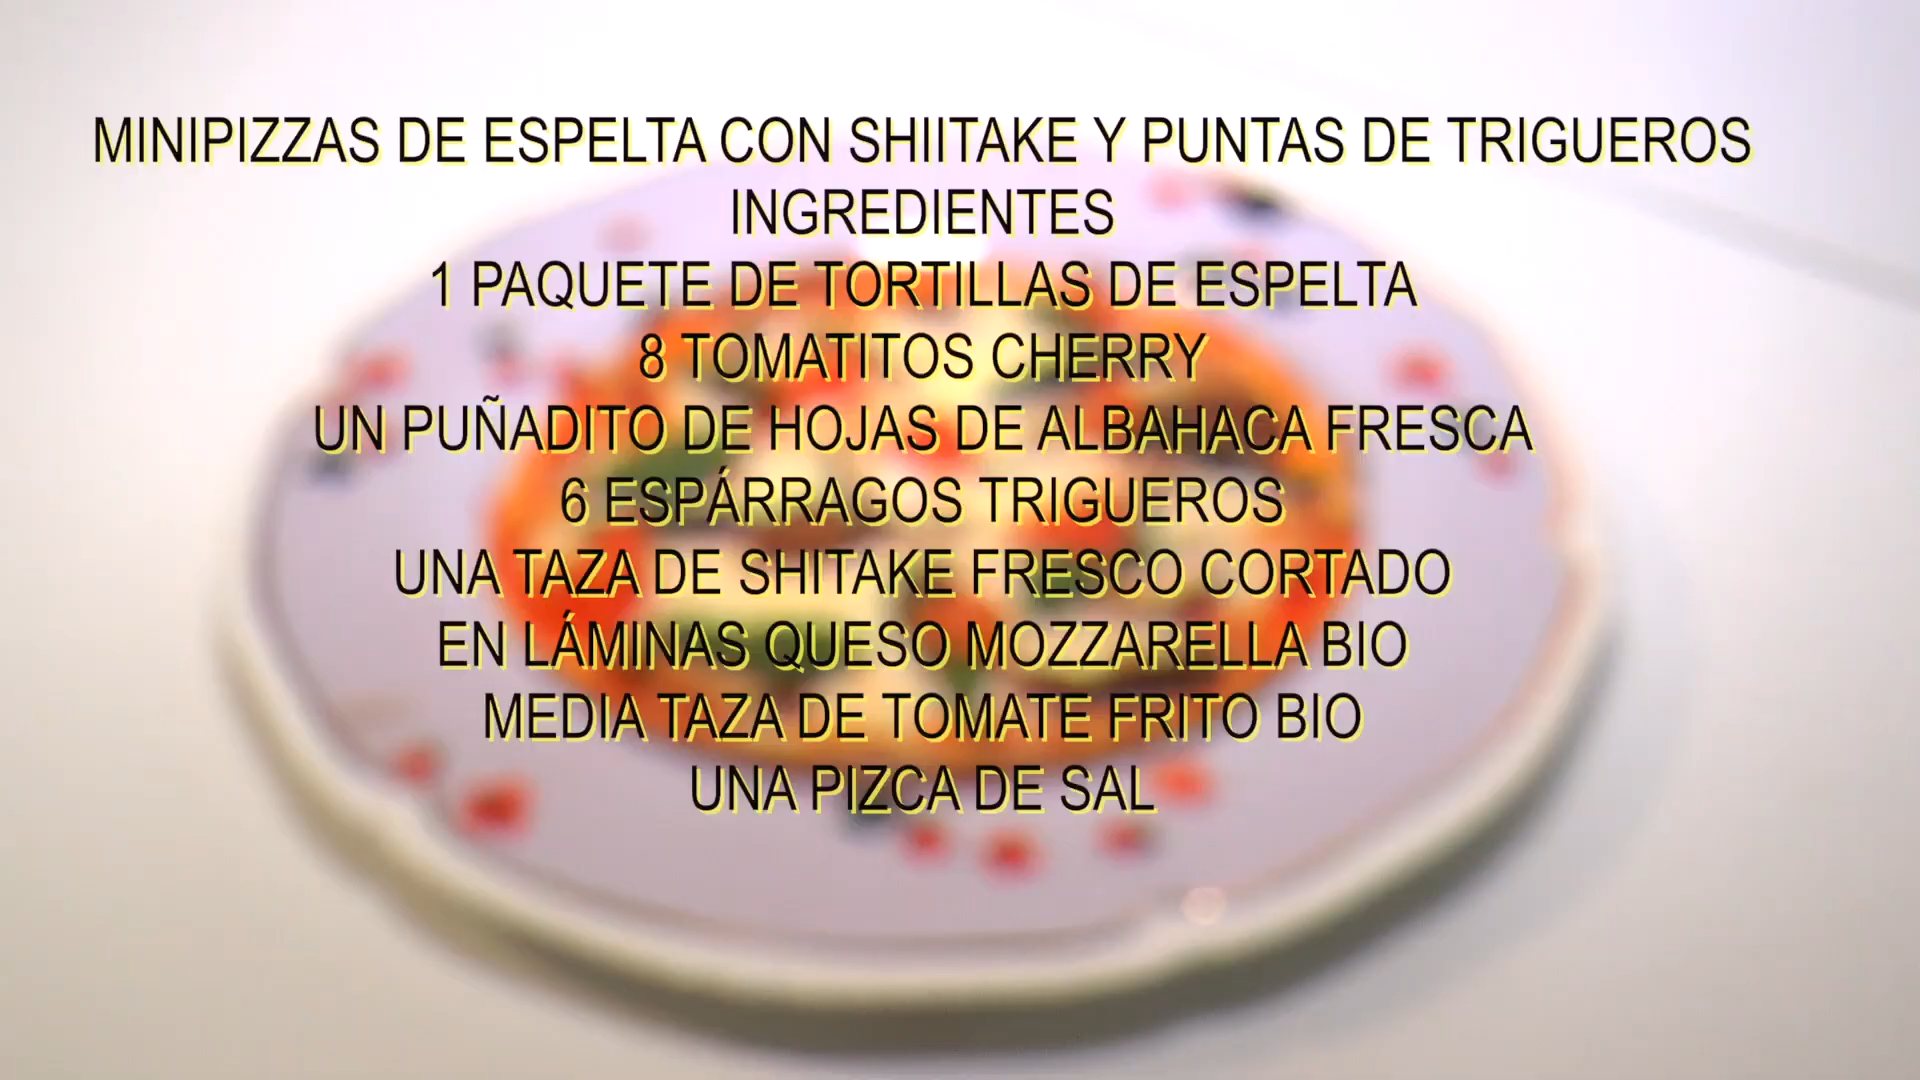 MINIPIZZAS DE ESPELTA CON SHIITAKE Y PUNTAS DE TRIGUEROS
INGREDIENTES
1 PAQUETE DE TORTILLAS DE ESPELTA
8 TOMATITOS CHERRY
UN PUÑADITO DE HOJAS DE ALBAHACA FRESCA
6 ESPÁRRAGOS TRIGUEROS
UNA TAZA DE SHITAKE FRESCO CORTADO
EN LÁMINAS QUESO MOZZARELLA BIO
MEDIA TAZA DE TOMATE FRITO BIO
UNA PIZCA DE SAL